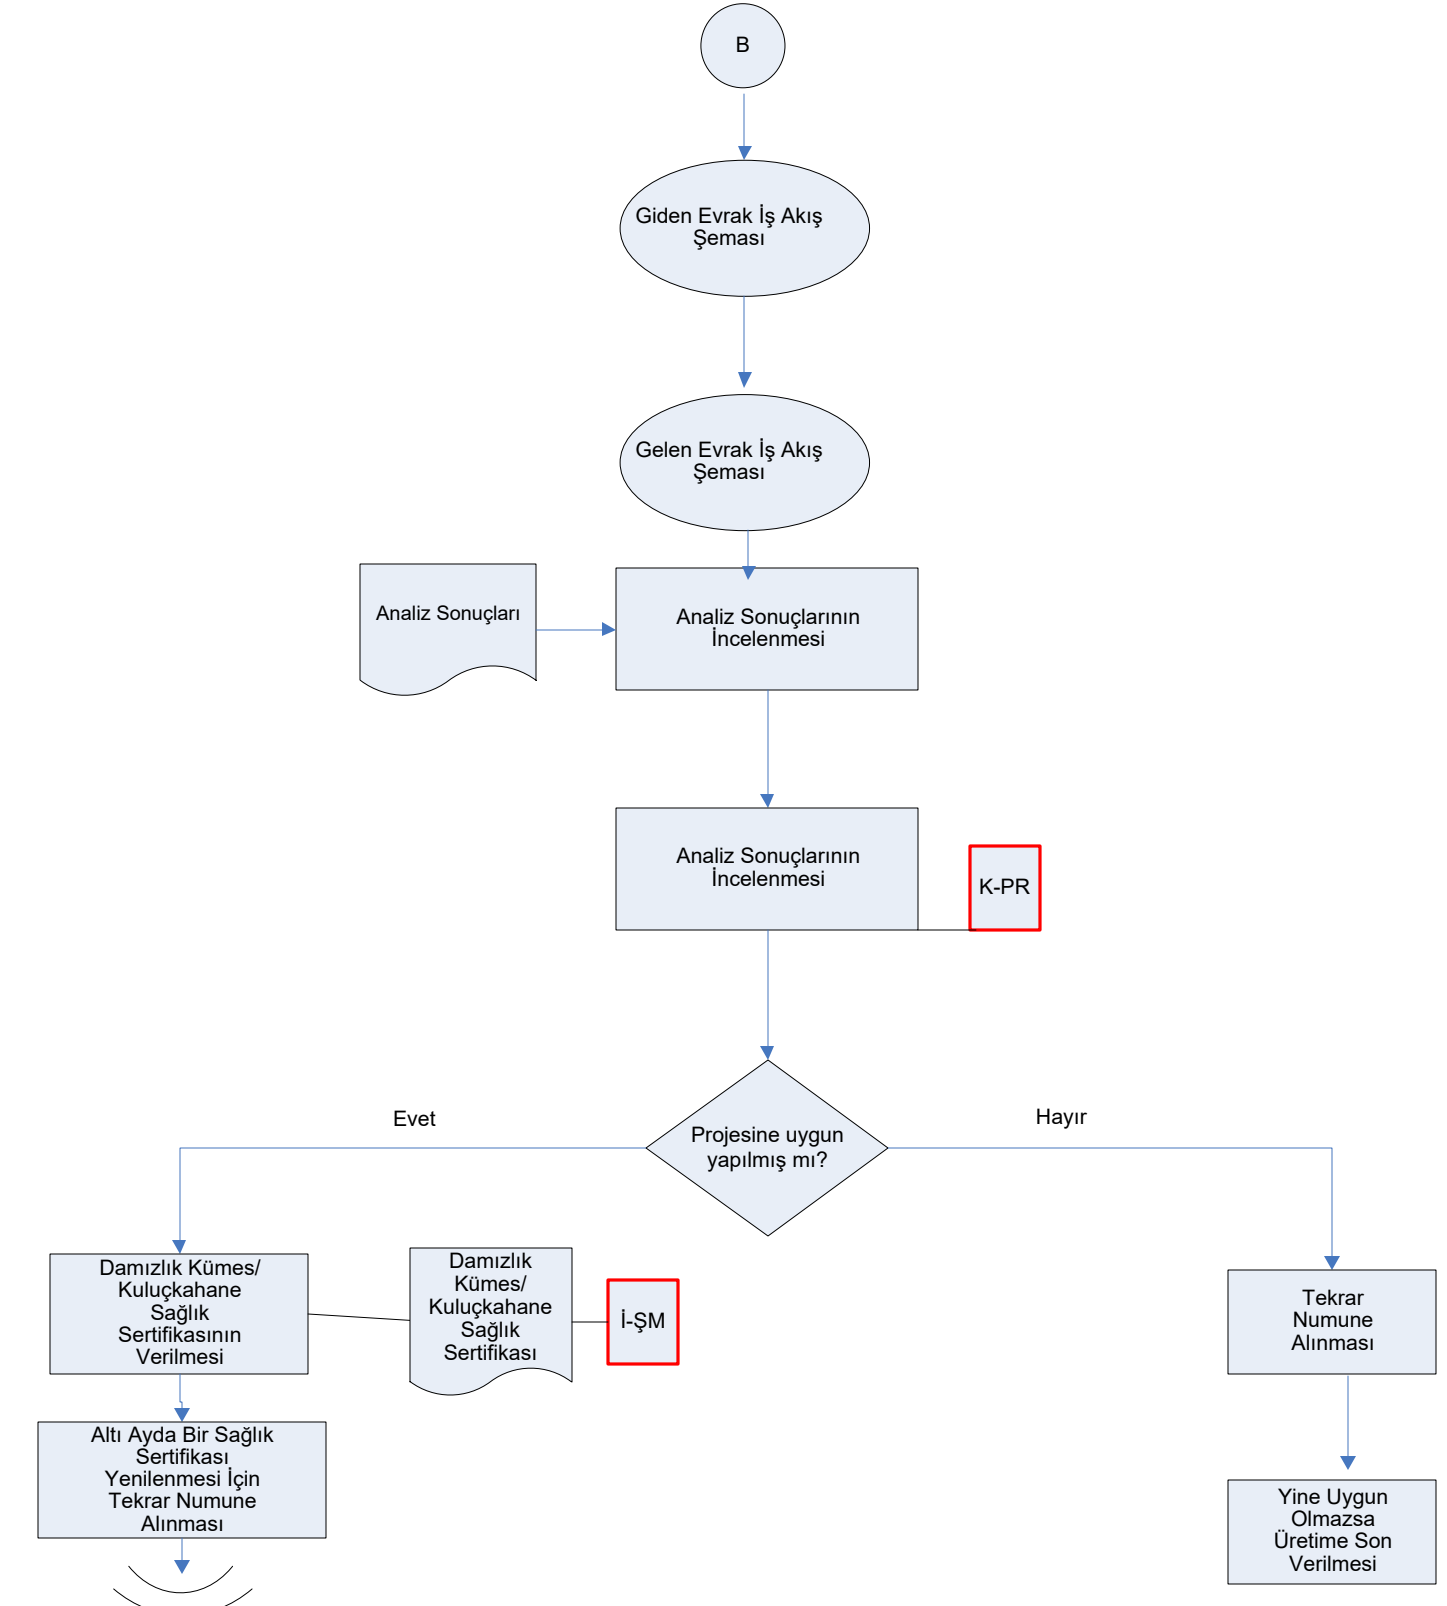 B
Giden Evrak İş Akış
Şeması
Gelen Evrak İş Akış
Şeması
Analiz Sonuçları
Analiz Sonuçlarının
İncelenmesi
Analiz Sonuçlarının
İncelenmesi
K-PR
Projesine uygun
yapılmış mı?
Evet
Hayır
Damızlık Kümes/
Kuluçkahane
Sağlık
Sertifikasının
Verilmesi
Damızlık
Kümes/
Kuluçkahane
Sağlık
Sertifikası
İ-ŞM
Tekrar
Numune
Alınması
Altı Ayda Bir Sağlık
Sertifikası
Yenilenmesi İçin
Tekrar Numune
Alınması
Yine Uygun
Olmazsa
Üretime Son
Verilmesi